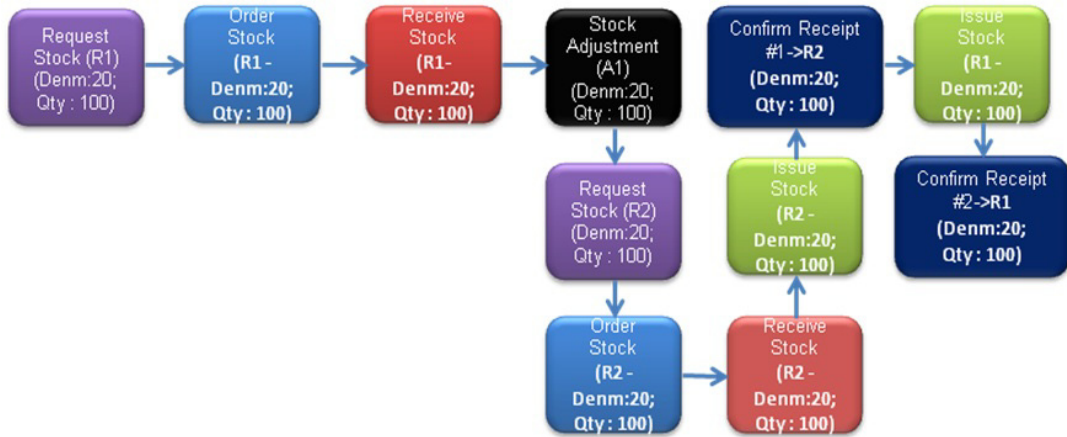 Request
Stock (R1)
(Denm:20;
Qty : 100)
Order
Stock
(R1 -
Denm:20;
Qty : 100)
Receive
Stock
(R1-
Denm:20;
Qty : 100)
Stock
Adjustment
(A1)
(Denm:20;
Qty : 100)
Request
Stock (R2)
(Denm:20;
Qty : 100)
Order
Stock
(R2 -
Denm:20;
Qty : 100)
Receive
Stock
(R2 -
Denm:20;
Qty : 100)
Issue
Stock
(R2 -
Denm:20;
Qty : 100)
Confirm Receipt
#1->R2
(Denm:20;
Qty : 100)
Issue
Stock
(R1 -
Denm:20;
Qty : 100)
Confirm Receipt
#2->R1
(Denm:20;
Qty : 100)